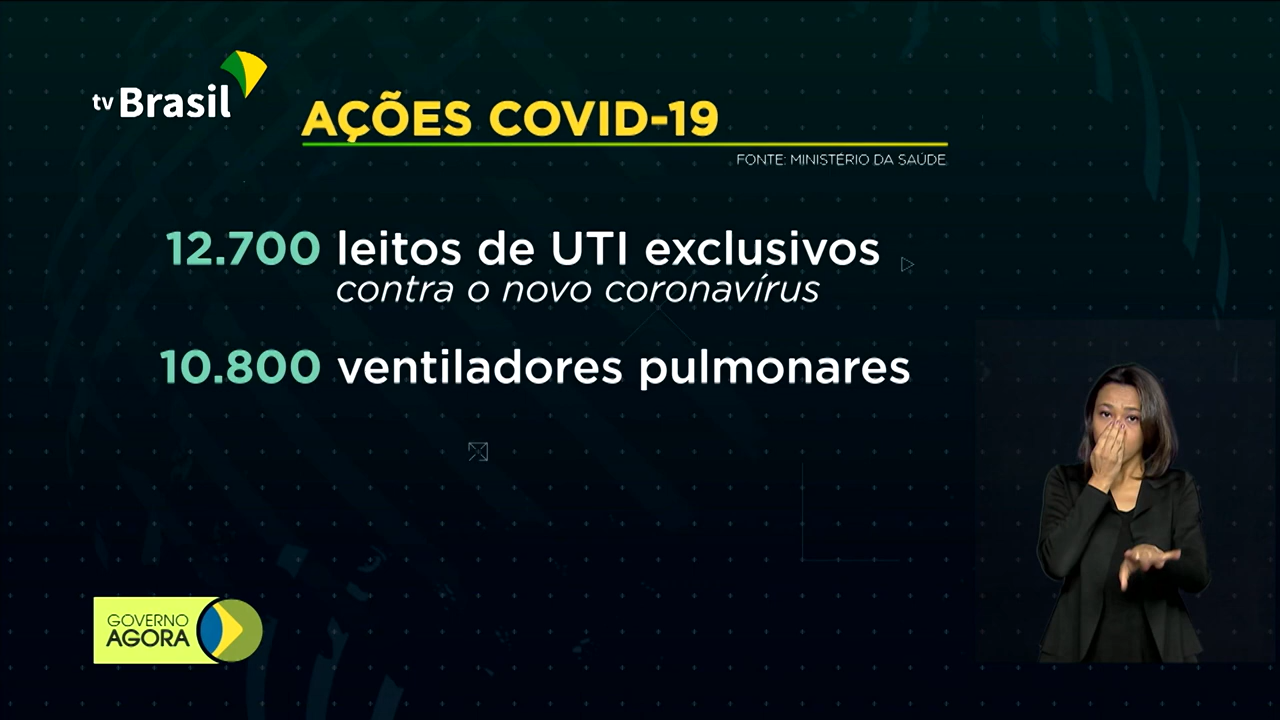 tv Brasil
AÇÕES COVID-19
FONTE: MINISTÉRIO DA SAÚDE
12.700 leitos de UTI exclusivos
contra o novo coronavírus
10.800 ventiladores pulmonares
GOVERNO
AGORA